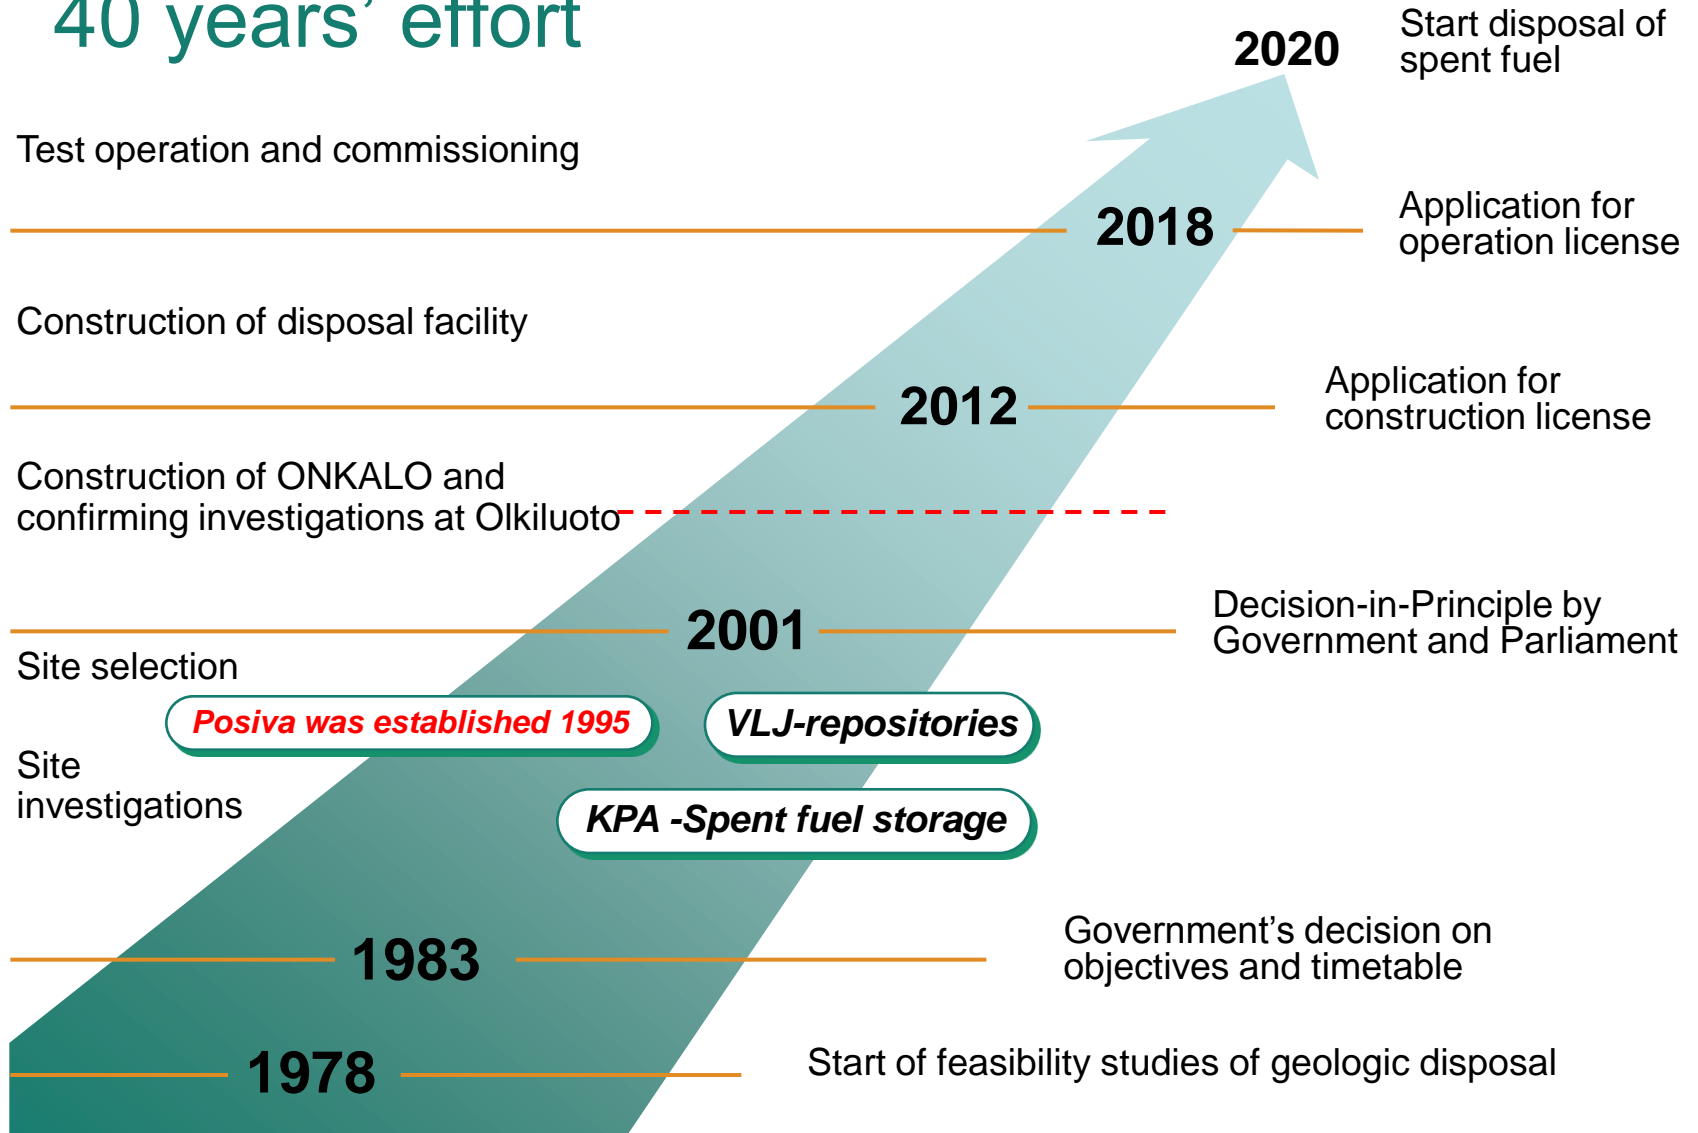 40 years’ effort
2020
Start disposal of
spent fuel
Test operation and commissioning
2018
Application for
operation license
Construction of disposal facility
2012
Application for
construction license
Construction of ONKALO and
confirming investigations at Olkiluoto
2001
Decision-in-Principle by
Government and Parliament
Site selection
Posiva was established 1995
VLJ-repositories
Site
investigations
KPA -Spent fuel storage
1983
Government’s decision on
objectives and timetable
1978
Start of feasibility studies of geologic disposal